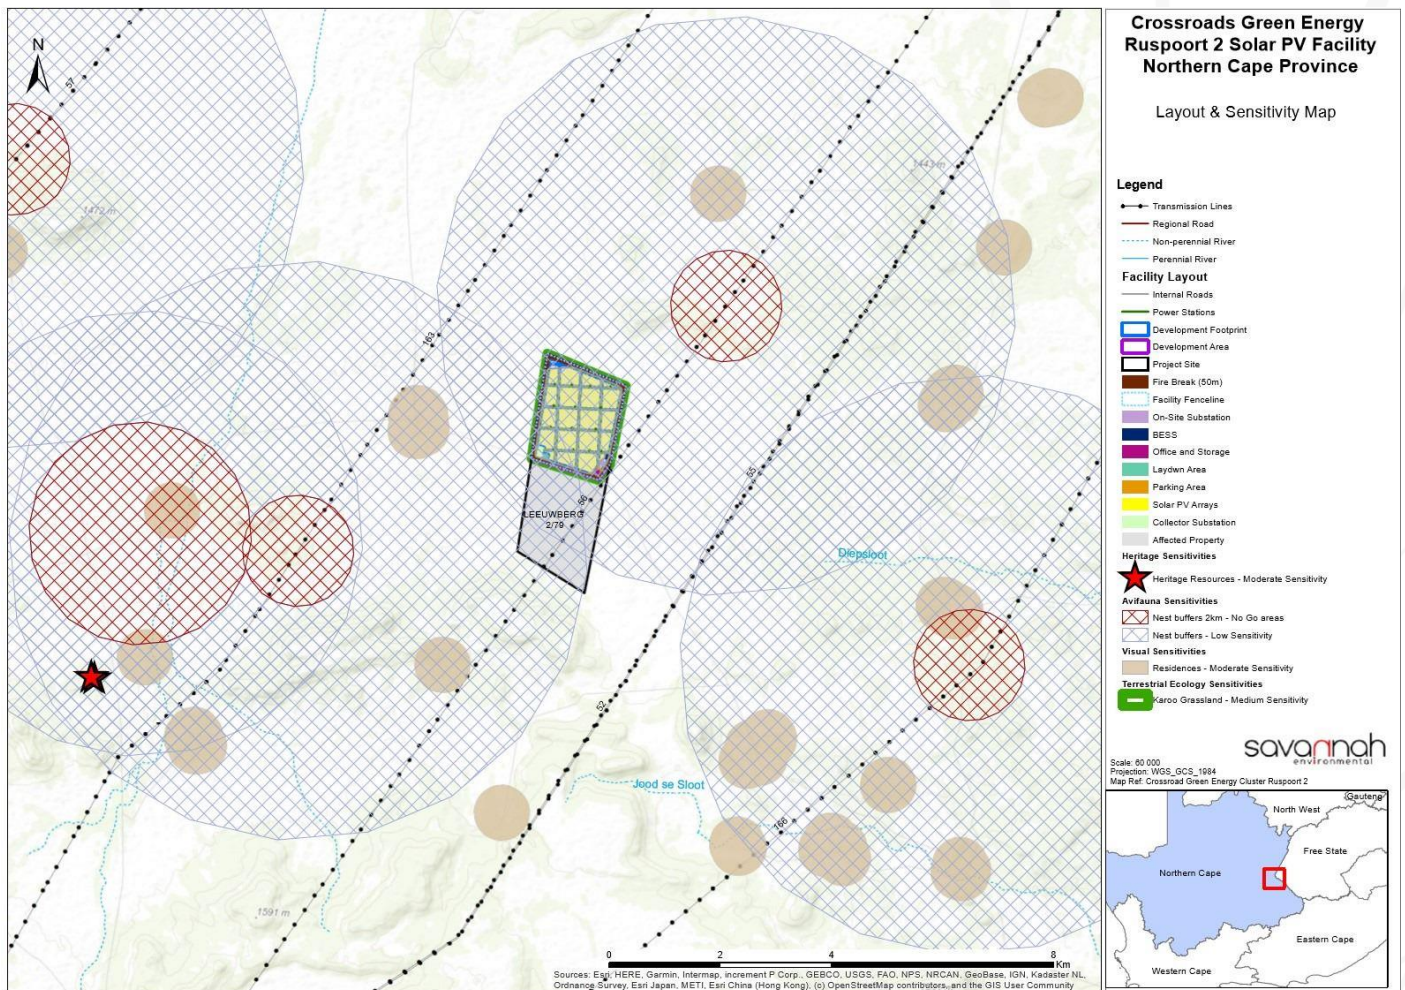 Crossroads Green Energy
Ruspoort 2 Solar PV Facility
Northern Cape Province
Layout & Sensitivity Map
Legend
Transmission Lines
Regional Road
Non-perennial River
Perennial River
Facility Layout
Internal Roads
Power Stations
Development Footprint
Development Area
Project Site
Fire Break (50m)
Facility Fenceline
On-Site Substation
BESS
Office and Storage
Laydwn Area
Parking Area
Solar PV Arrays
Collector Substation
Affected Property
Heritage Sensitivities
Heritage Resources - Moderate Sensitivity
Avifauna Sensitivities
Nest buffers 2km - No Go areas
Nest buffers - Low Sensitivity
Visual Sensitivities
Residences - Moderate Sensitivity
Terrestrial Ecology Sensitivities
Karoo Grassland - Medium Sensitivity
savannah
environmental
Scale: 60 000
Projection: WGS_GCS_1984
Map Ref: Crossroad Green Energy Cluster Ruspoort 2
Gauteng
North West
Free State
Northern Cape
Eastern Cape
Western Cape
N
57
1472 m
1443 m
163
55
56
LEEUWBERG
2/79
Diepsloot
52
Jood se Sloot
166
1591 m
0 2 4 8
Km
Sources: Esri, HERE, Garmin, Intermap, increment P Corp., GEBCO, USGS, FAO, NPS, NRCAN, GeoBase, IGN, Kadaster NL,
Ordnance Survey, Esri Japan, METI, Esri China (Hong Kong), (c) OpenStreetMap contributors, and the GIS User Community